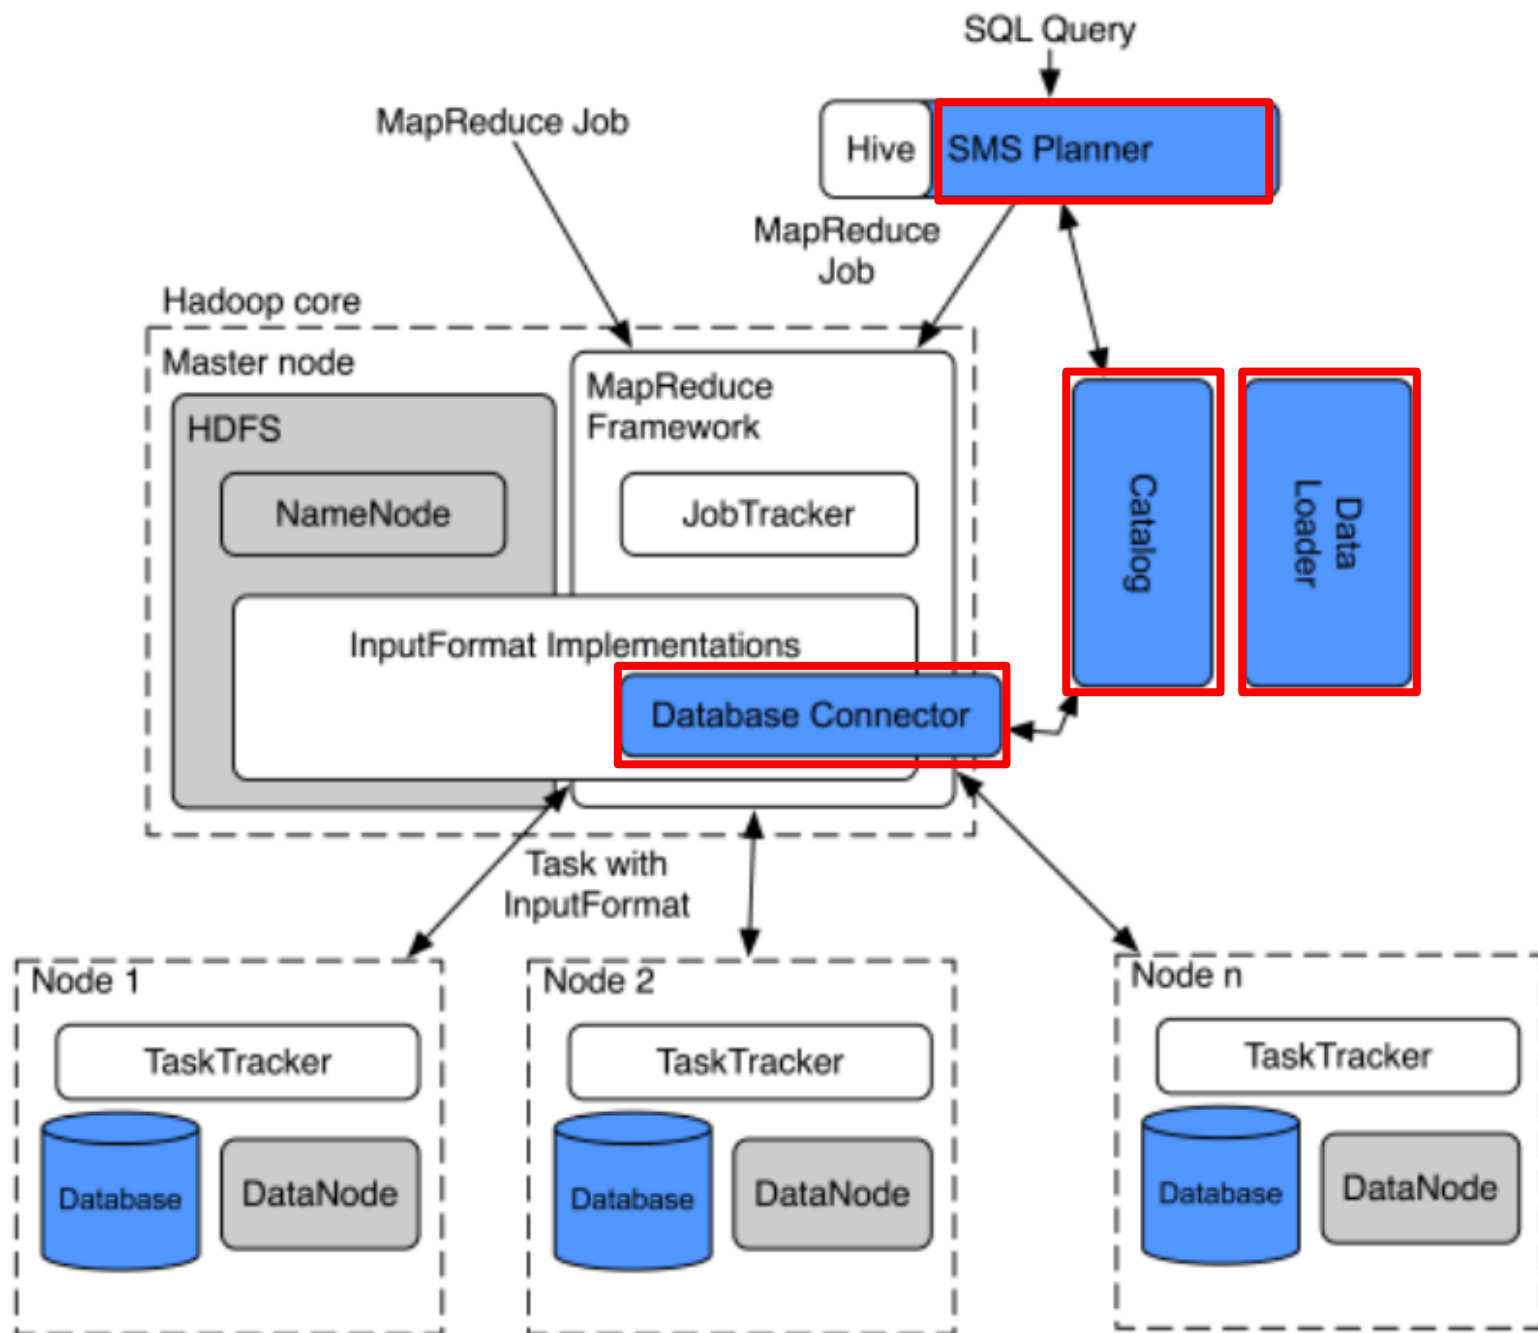 SQL Query
MapReduce Job
Hive
SMS Planner
MapReduce
Job
Hadoop core
Master node
HDFS
NameNode
MapReduce
Framework
JobTracker
InputFormat Implementations
Database Connector
Catalog
Data
Loader
Task with
InputFormat
Node 1
TaskTracker
Database
DataNode
Node 2
TaskTracker
Database
DataNode
Node n
TaskTracker
Database
DataNode